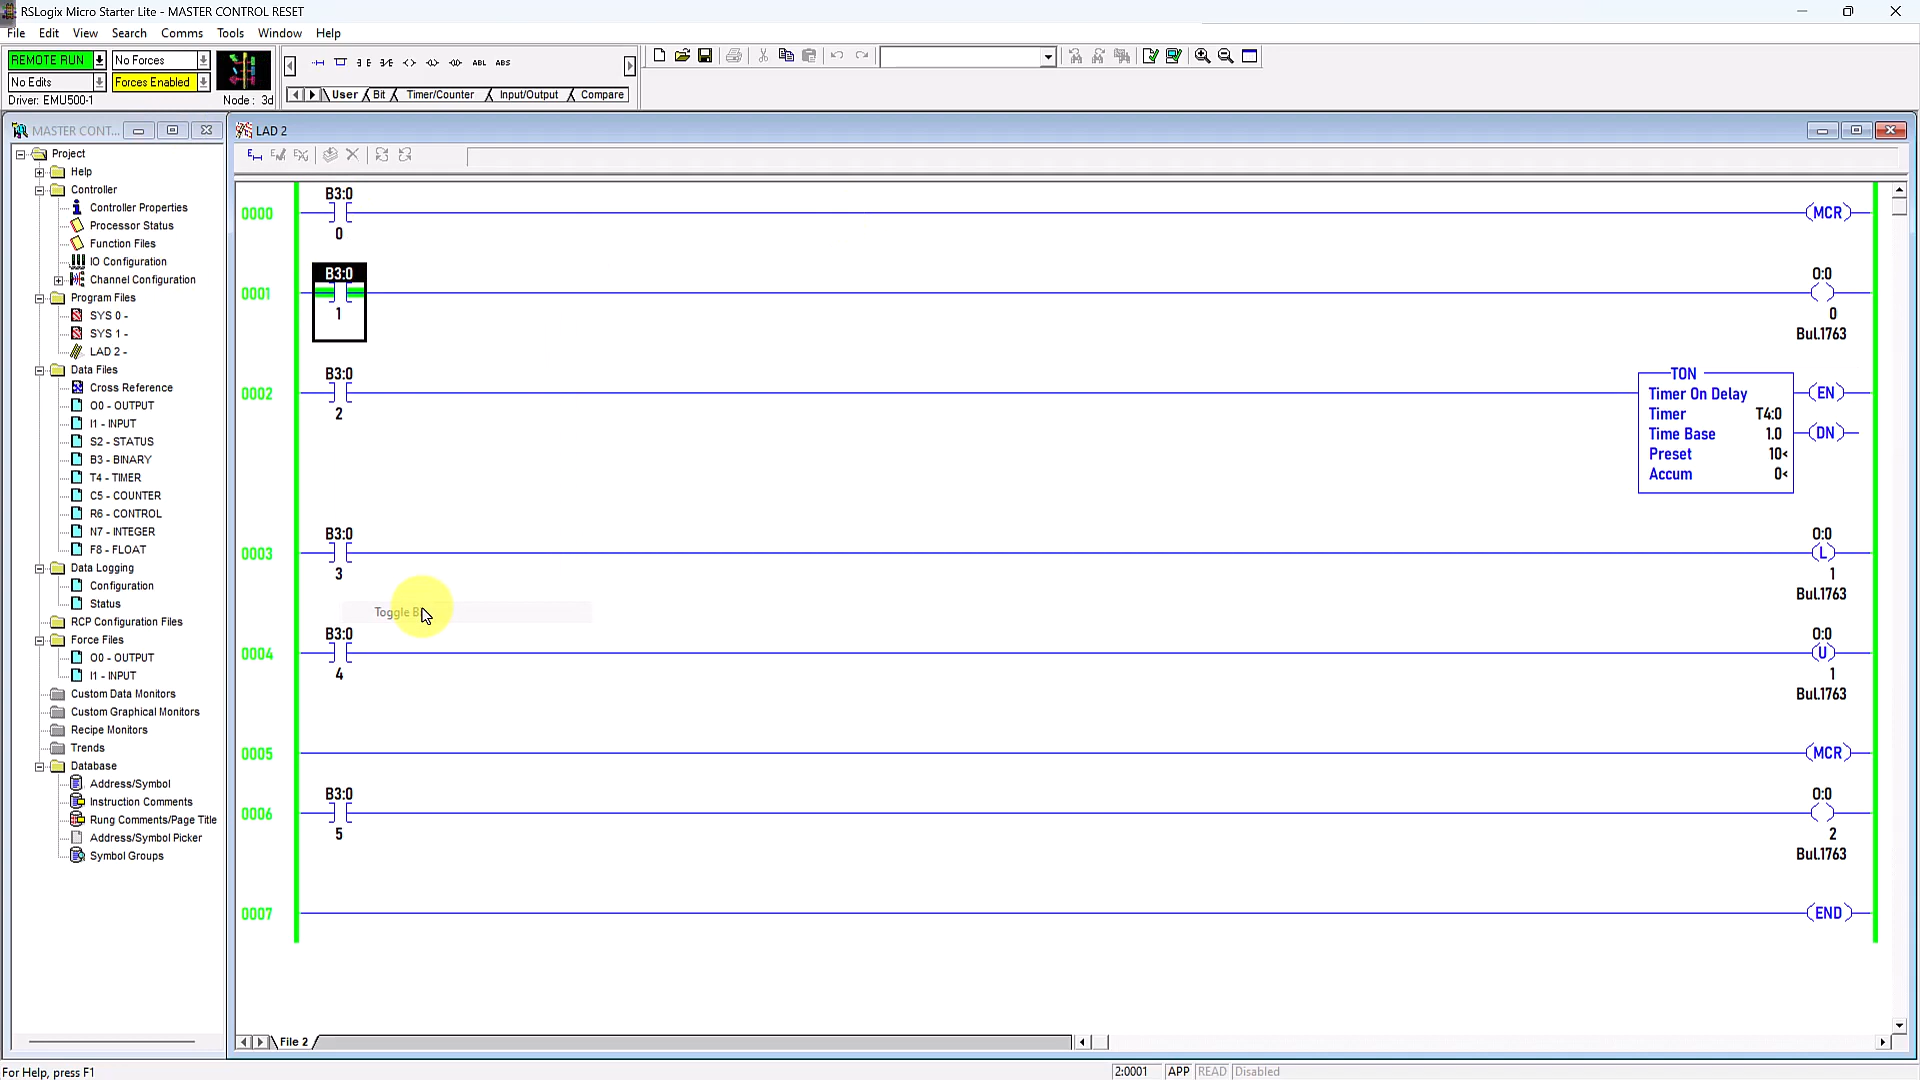 RSLogix Micro Starter Lite - MASTER CONTROL RESET
File Edit View Search Comms Tools Window Help
REMOTE RUN No Forces
No Edits Forces Enabled
Driver: EMU500-1 Node : 3d
ABL ABS
User Bit Timer/Counter Input/Output Compare
MASTER CONT...
Project
Help
Controller
Controller Properties
Processor Status
Function Files
IO Configuration
Channel Configuration
Program Files
SYS 0 -
SYS 1 -
LAD 2 -
Data Files
Cross Reference
O0 - OUTPUT
I1 - INPUT
S2 - STATUS
B3 - BINARY
T4 - TIMER
C5 - COUNTER
R6 - CONTROL
N7 - INTEGER
F8 - FLOAT
Data Logging
Configuration
Status
RCP Configuration Files
Force Files
O0 - OUTPUT
I1 - INPUT
Custom Data Monitors
Custom Graphical Monitors
Recipe Monitors
Trends
Database
Address/Symbol
Instruction Comments
Rung Comments/Page Title
Address/Symbol Picker
Symbol Groups
LAD 2
B3:0
0000 MCR
0
B3:0 O:0
0001
1 0
Bul.1763
B3:0 TON
0002 Timer On Delay EN
2 Timer T4:0
Time Base 1.0 DN
Preset 10<
Accum 0<
B3:0 O:0
0003 L
3 1
Bul.1763
Toggle
B3:0 O:0
0004 U
4 1
Bul.1763
0005 MCR
B3:0 O:0
0006
5 2
Bul.1763
0007 END
File 2
For Help, press F1 2:0001 APP READ Disabled